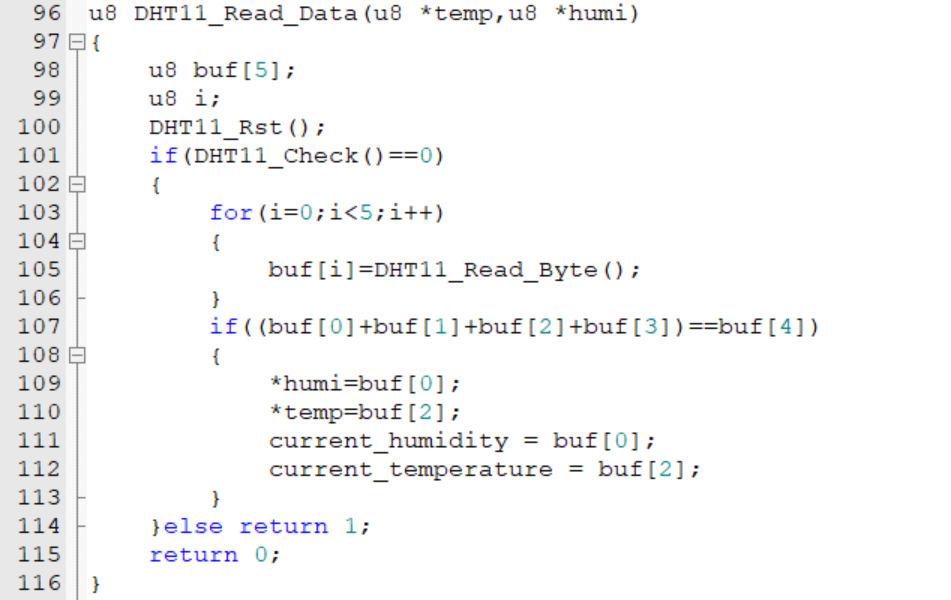 96 u8 DHT11_Read_Data(u8 *temp,u8 *humi)
97 {
98     u8 buf[5];
99     u8 i;
100     DHT11_Rst();
101     if(DHT11_Check()==0)
102     {
103         for(i=0;i<5;i++)
104         {
105             buf[i]=DHT11_Read_Byte();
106         }
107         if((buf[0]+buf[1]+buf[2]+buf[3])==buf[4])
108         {
109             *humi=buf[0];
110             *temp=buf[2];
111             current_humidity = buf[0];
112             current_temperature = buf[2];
113         }
114     }else return 1;
115     return 0;
116 }